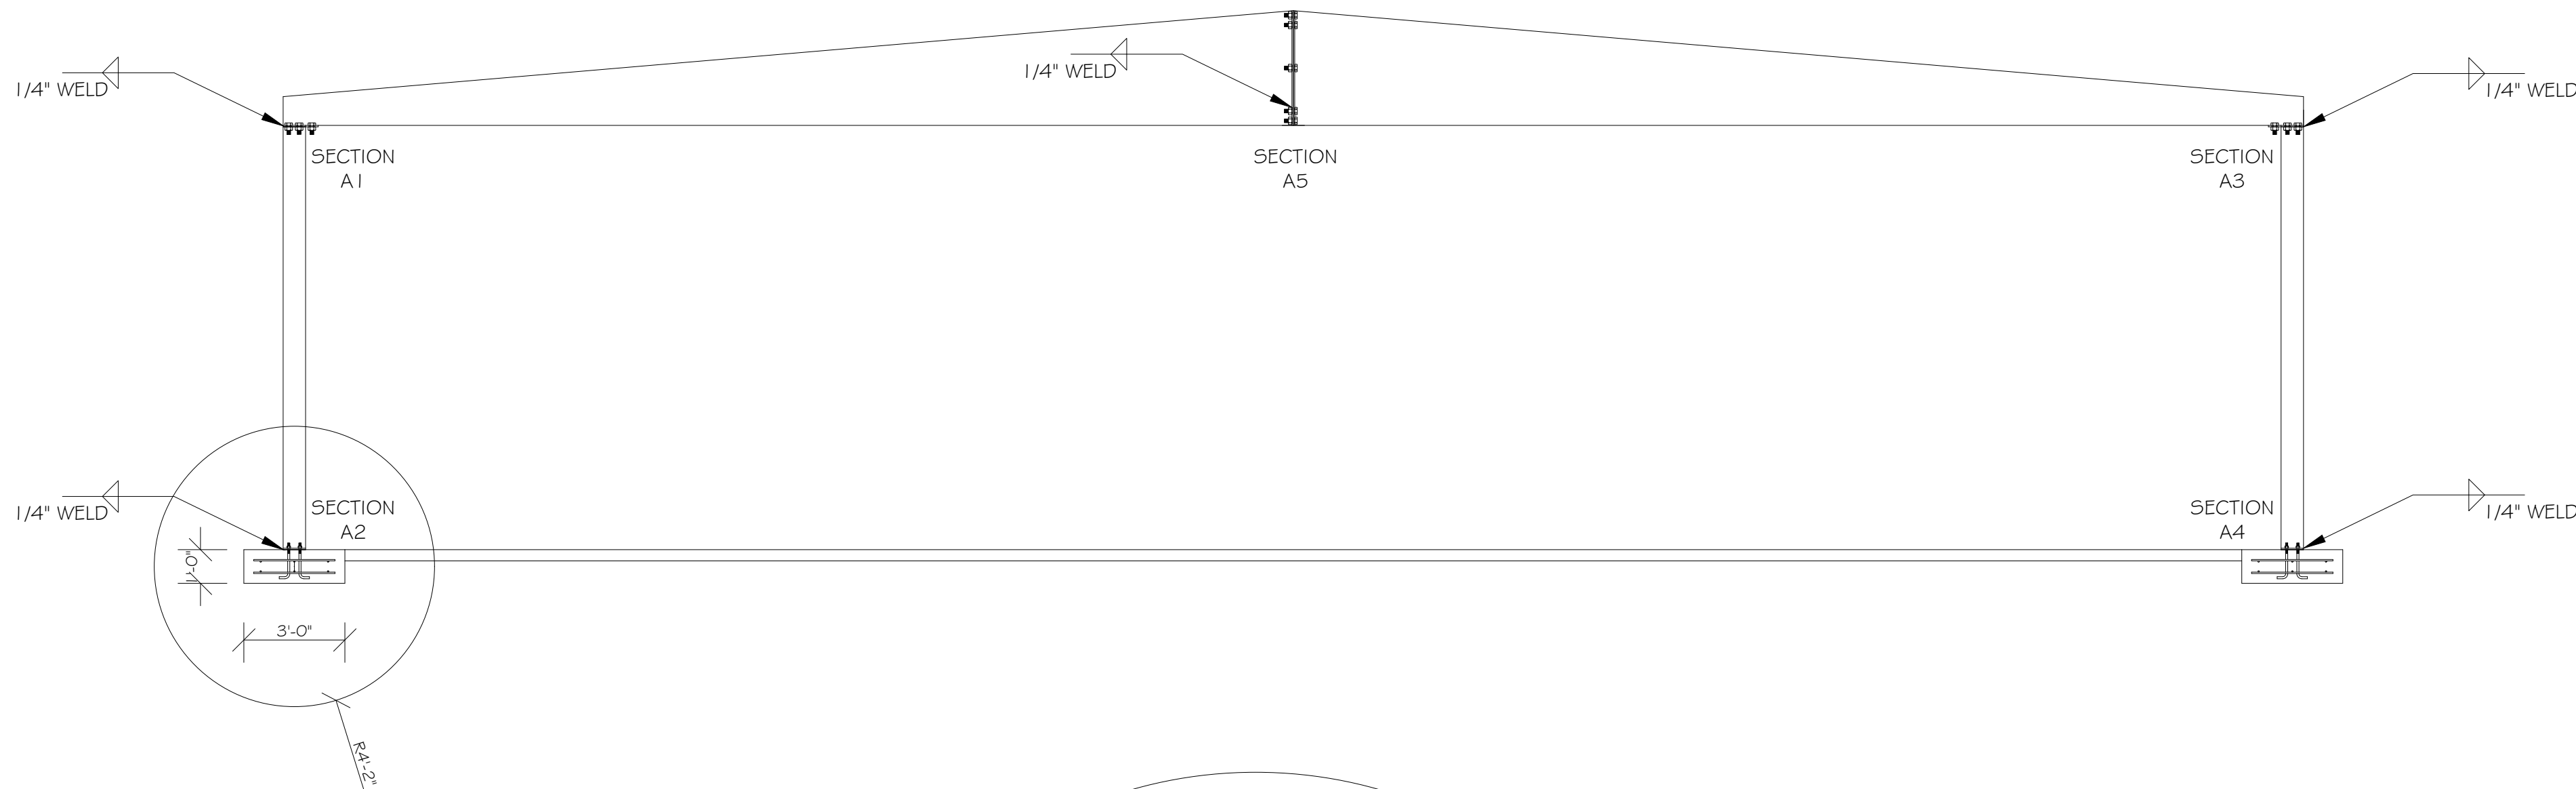 1/4" WELD
1/4" WELD
1/4" WELD
SECTION
A1
SECTION
A5
SECTION
A3
1/4" WELD
SECTION
A2
SECTION
A4
1/4" WELD
1'-0"
3'-0"
R4'-2"